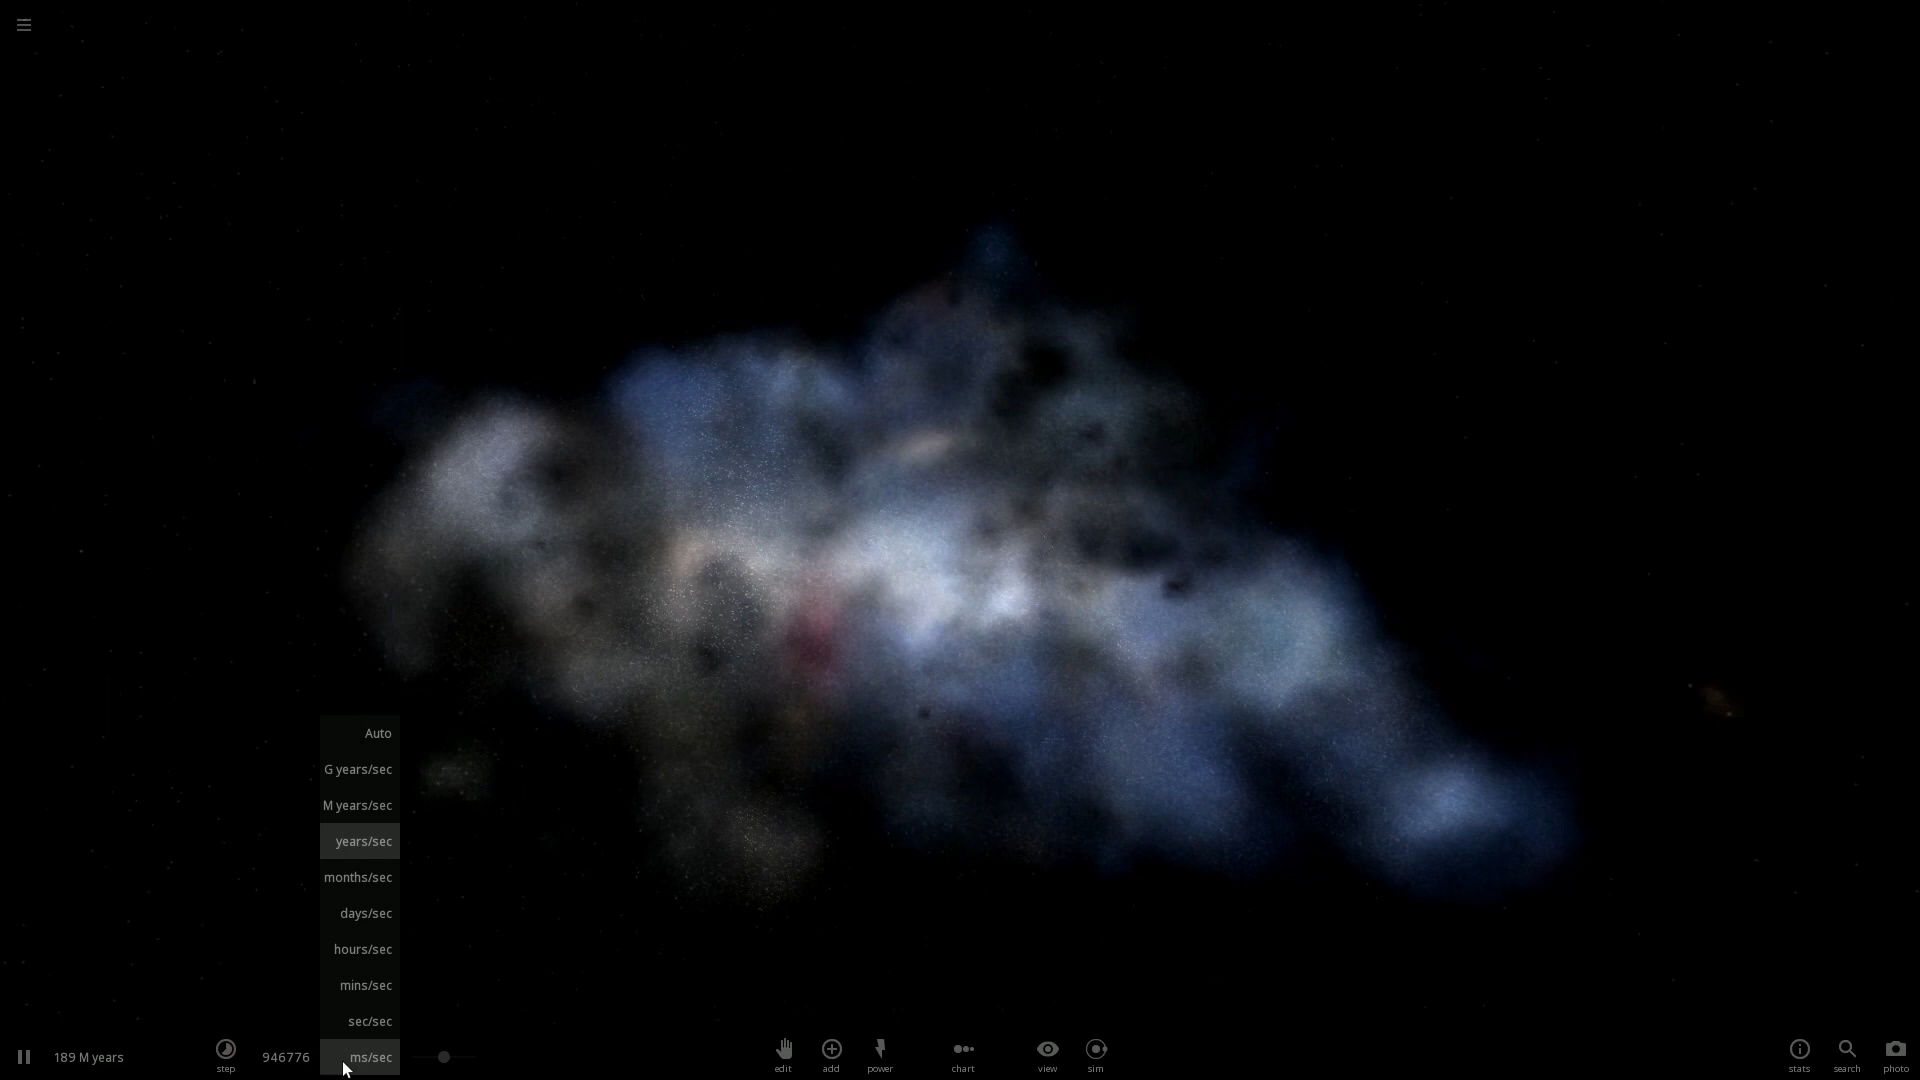 Auto
G years/sec
M years/sec
years/sec
months/sec
days/sec
hours/sec
mins/sec
sec/sec
ms/sec
189 M years
step
946776
edit
add
power
chart
view
sim
stats
search
photo